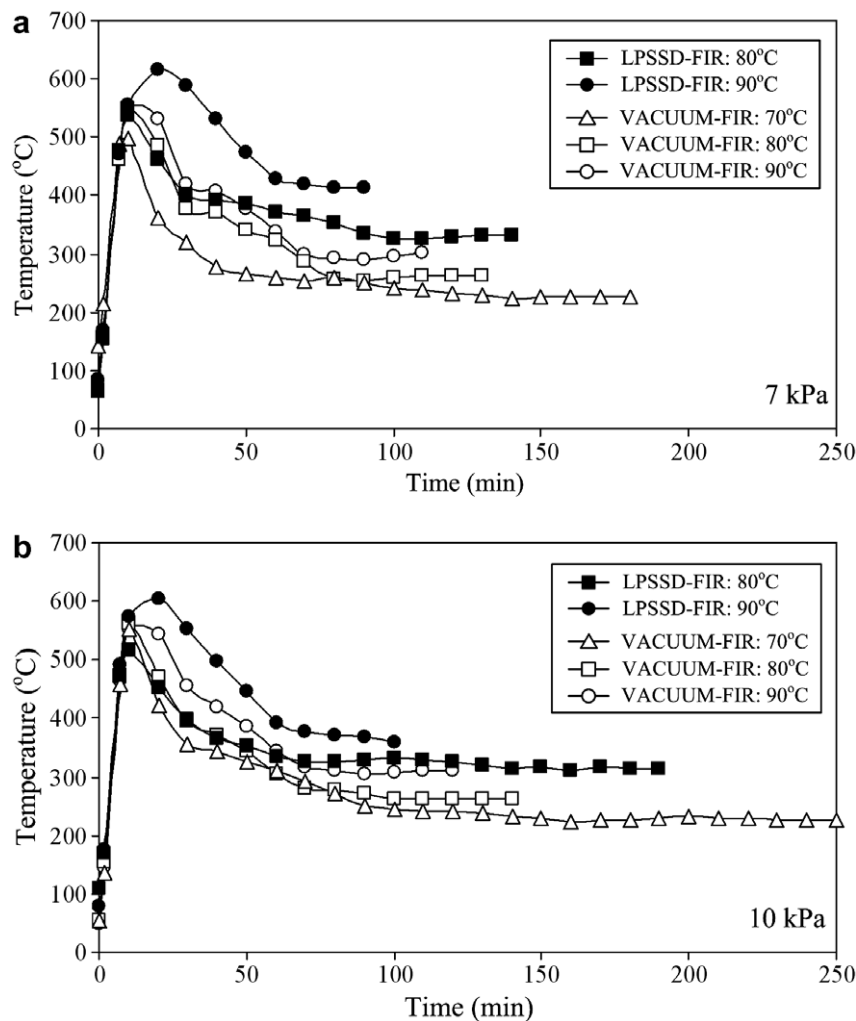 a
700
600
500
400
300
200
100
0
Temperature (°C)
LPSSD-FIR: 80°C
LPSSD-FIR: 90°C
VACUUM-FIR: 70°C
VACUUM-FIR: 80°C
VACUUM-FIR: 90°C
7 kPa
0 50 100 150 200 250
Time (min)
b
700
600
500
400
300
200
100
0
Temperature (°C)
LPSSD-FIR: 80°C
LPSSD-FIR: 90°C
VACUUM-FIR: 70°C
VACUUM-FIR: 80°C
VACUUM-FIR: 90°C
10 kPa
0 50 100 150 200 250
Time (min)